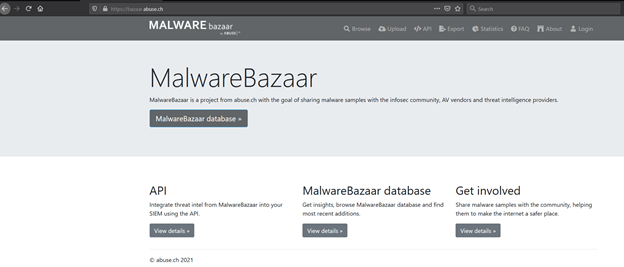 https://bazaar.abuse.ch
Search
MALWARE bazaar
by ABUSE
Browse Upload API Export Statistics FAQ About Login
MalwareBazaar
MalwareBazaar is a project from abuse.ch with the goal of sharing malware samples with the infosec community, AV vendors and threat intelligence providers.
MalwareBazaar database »
API
Integrate threat intel from MalwareBazaar into your
SIEM using the API.
View details »
MalwareBazaar database
Get insights, browse MalwareBazaar database and find
most recent additions.
View details »
Get involved
Share malware samples with the community, helping
them to make the internet a safer place.
View details »
© abuse.ch 2021